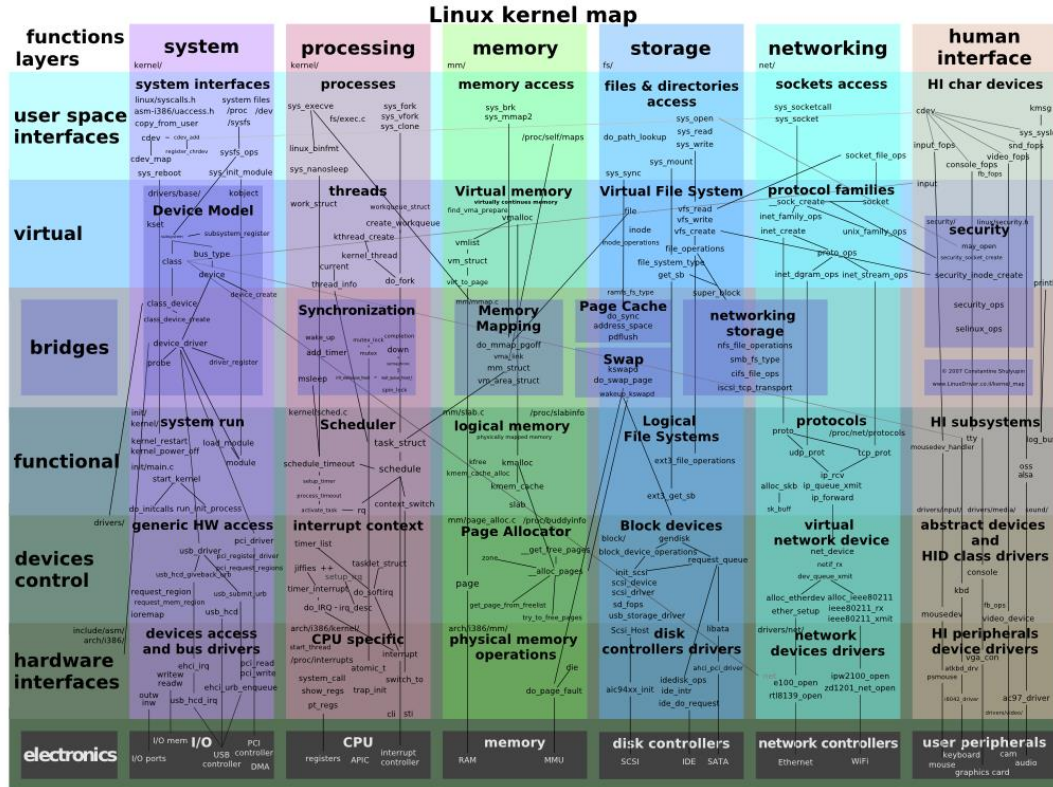 Linux kernel map
functions
layers
system
kernel/
processing
kernel/
memory
mm/
storage
fs/
networking
net/
human
interface
user space
interfaces
system interfaces
linux/syscalls.h
asm-i386/uaccess.h
copy_from_user
system files
/proc /dev
/sysfs
cdev
cdev_add
register_chrdev
cdev_map
sysfs_ops
sys_reboot
sys_init_module
processes
sys_execve
fs/exec.c
sys_fork
sys_vfork
sys_clone
linux_binfmt
sys_nanosleep
memory access
sys_brk
sys_mmap2
/proc/self/maps
files & directories
access
sys_open
sys_read
sys_write
do_path_lookup
sys_mount
sys_sync
sockets access
sys_socketcall
sys_socket
socket_file_ops
HI char devices
cdev
kmsg
input_fops
snd_fops
video_fops
console_fops
fb_fops
virtual
drivers/base/
kobject
Device Model
kset
subsystem_register
bus_type
class
device
device_create
threads
work_struct
workqueue_struct
create_workqueue
kthread_create
kernel_thread
current
thread_info
do_fork
Virtual memory
virtually continues memory
find_vma_prepare
vmalloc
vmlist
vm_struct
virt_to_page
Virtual File System
file
vfs_read
vfs_write
vfs_create
inode
inode_operations
file_operations
file_system_type
get_sb
ramfs_fs_type
super_block
protocol families
sock_create
socket
inet_family_ops
unix_family_ops
inet_create
proto_ops
inet_dgram_ops
inet_stream_ops
input
security/
linux/security.h
security
may_open
security_socket_create
security_inode_create
bridges
class_device
class_device_create
device_driver
probe
driver_register
Synchronization
wake_up
completion
mutex_lock
mutex
add_timer
down
msleep
spin_lock
mm/mmap.c
Memory
Mapping
do_mmap_pgoff
vma_link
mm_struct
vm_area_struct
Page Cache
do_sync
address_space
pdflush
Swap
kswapd
do_swap_page
wakeup_kswapd
networking
storage
nfs_file_operations
smb_fs_type
cifs_file_ops
iscsi_tcp_transport
security_ops
selinux_ops
© 2007 Constantine Shulyupin
www.LinuxDriver.co.il/kernel_map
functional
init/
kernel/
system run
kernel_restart
kernel_power_off
load_module
init/main.c
module
start_kernel
do_initcalls
run_init_process
kernel/sched.c
Scheduler
task_struct
schedule_timeout
schedule
setup_timer
process_timeout
context_switch
activate_task
rq
mm/slab.c
/proc/slabinfo
logical memory
physically mapped memory
kfree
kmalloc
kmem_cache_alloc
kmem_cache
slab
Logical
File Systems
ext3_file_operations
ext3_get_sb
protocols
proto
/proc/net/protocols
udp_prot
tcp_prot
ip_rcv
alloc_skb
ip_queue_xmit
ip_forward
sk_buff
HI subsystems
tty
mousedev_handler
oss
alsa
devices
control
drivers/
generic HW access
usb_driver
pci_driver
pci_register_driver
pci_request_regions
usb_hcd_giveback_urb
request_region
request_mem_region
usb_submit_urb
ioremap
usb_hcd
interrupt context
timer_list
jiffies ++
tasklet_struct
setup_irq
timer_interrupt
do_softirq
do_IRQ
irq_desc
mm/page_alloc.c
/proc/buddyinfo
Page Allocator
__get_free_pages
zone
__alloc_pages
page
get_page_from_freelist
try_to_free_pages
Block devices
block/
gendisk
block_device_operations
request_queue
init_scsi
scsi_device
scsi_driver
sd_fops
usb_storage_driver
virtual
network device
net_device
netif_rx
dev_queue_xmit
alloc_etherdev
alloc_ieee80211
ether_setup
ieee80211_rx
ieee80211_xmit
drivers/input/
drivers/media/
sound/
abstract devices
and
HID class drivers
console
kbd
fb_ops
mousedev
video_device
hardware
interfaces
include/asm/
arch/i386/
devices access
and bus drivers
ehci_irq
pci_read
pci_write
writew
readw
ehci_urb_enqueue
outw
inw
usb_hcd_irq
arch/i386/kernel/
CPU specific
start_thread
/proc/interrupts
interrupt
atomic_t
system_call
switch_to
show_regs
trap_init
pt_regs
cli
sti
arch/i386/mm/
physical memory
operations
die
do_page_fault
Scsi_Host
libata
disk
controllers drivers
ahci_pci_driver
idedisk_ops
aic94xx_init
ide_intr
ide_do_request
drivers/net/
network
devices drivers
ipw2100_open
e100_open
zd1201_net_open
rtl8139_open
HI peripherals
device drivers
vga_con
atkbd_drv
psmouse
i8042_driver
ac97_driver
drivers/video/
electronics
I/O
I/O mem
I/O ports
USB
controller
PCI
controller
DMA
CPU
registers
APIC
interrupt
controller
memory
RAM
MMU
disk controllers
SCSI
IDE
SATA
network controllers
Ethernet
WiFi
user peripherals
keyboard
cam
mouse
audio
graphics card